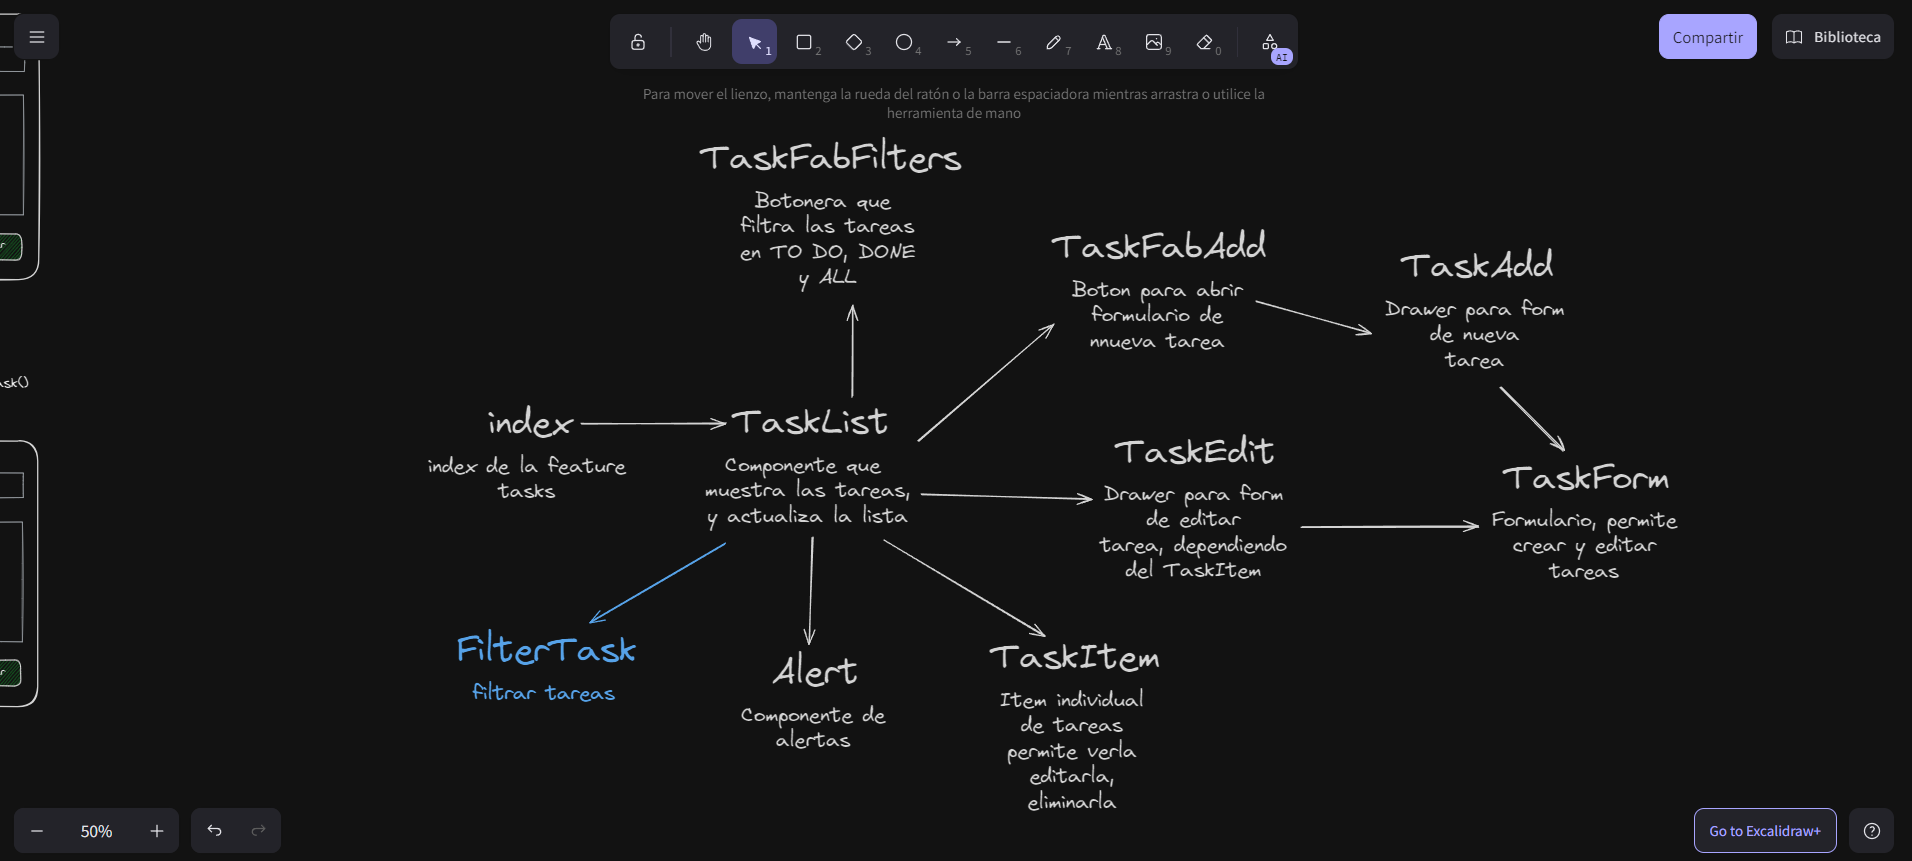 1
2
3
4
5
6
7
8
9
0
AI
Compartir
Biblioteca
Para mover el lienzo, mantenga la rueda del ratón o la barra espaciadora mientras arrastra o utilice la
herramienta de mano
TaskFabFilters
Botonera que
filtra las tareas
en TO DO, DONE
y ALL
TaskFabAdd
Boton para abrir
formulario de
nnueva tarea
TaskAdd
Drawer para form
de nueva
tarea
index
index de la feature
tasks
TaskList
Componente que
muestra las tareas,
y actualiza la lista
TaskEdit
Drawer para form
de editar
tarea, dependiendo
del TaskItem
TaskForm
Formulario, permite
crear y editar
tareas
FilterTask
filtrar tareas
Alert
Componente de
alertas
TaskItem
Item individual
de tareas
permite verla
editarla,
eliminarla
50%
Go to Excalidraw+